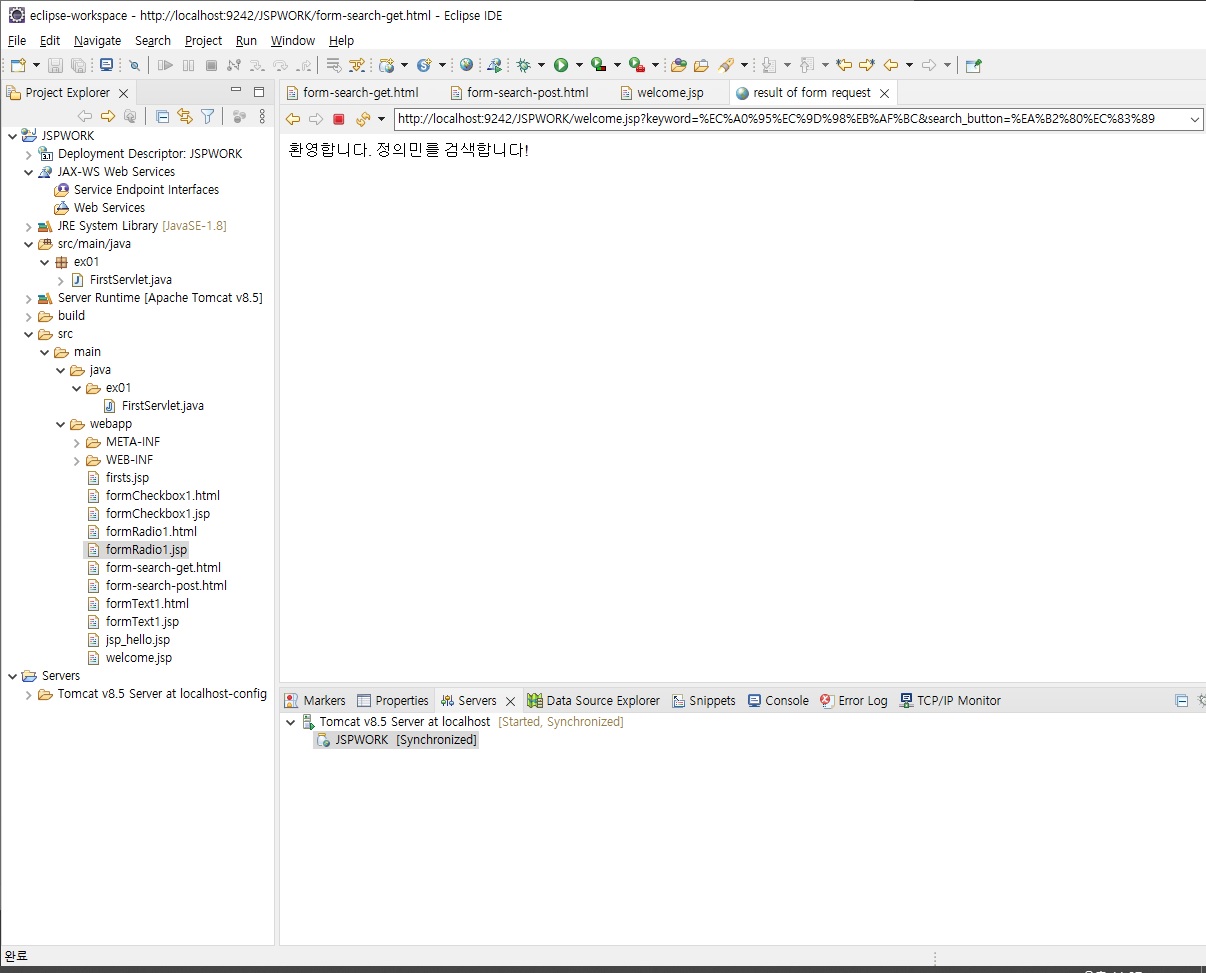 eclipse-workspace - http://localhost:9242/JSPWORK/form-search-get.html - Eclipse IDE
File Edit Navigate Search Project Run Window Help
Project Explorer
JSPWORK
Deployment Descriptor: JSPWORK
JAX-WS Web Services
Service Endpoint Interfaces
Web Services
JRE System Library [JavaSE-1.8]
src/main/java
ex01
FirstServlet.java
Server Runtime [Apache Tomcat v8.5]
build
src
main
java
ex01
FirstServlet.java
webapp
META-INF
WEB-INF
firsts.jsp
formCheckbox1.html
formCheckbox1.jsp
formRadio1.html
formRadio1.jsp
form-search-get.html
form-search-post.html
formText1.html
formText1.jsp
jsp_hello.jsp
welcome.jsp
Servers
Tomcat v8.5 Server at localhost-config
form-search-get.html form-search-post.html welcome.jsp result of form request
http://localhost:9242/JSPWORK/welcome.jsp?keyword=%EC%A0%95%EC%9D%98%EB%AF%BC&search_button=%EA%B2%80%EC%83%89
환영합니다. 정의민를 검색합니다!
Markers Properties Servers Data Source Explorer Snippets Console Error Log TCP/IP Monitor
Tomcat v8.5 Server at localhost [Started, Synchronized]
JSPWORK [Synchronized]
완료